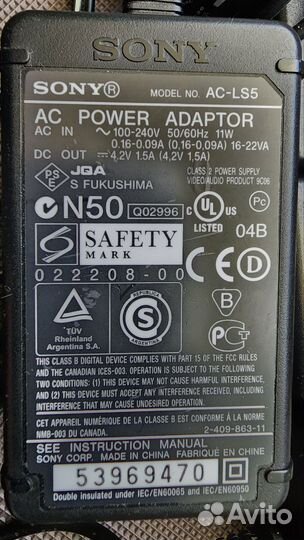 SONY
SONY® MODEL NO. AC-LS5
AC POWER ADAPTOR
AC IN ～100-240V 50/60Hz 11W
0.16-0.09A (0.16-0.09A) 16-22VA
DC OUT ⎓4.2V 1.5A (4.2V 1.5A)
PSE JQA
S FUKUSHIMA
CLASS 2 POWER SUPPLY
VIDEO/AUDIO PRODUCT 9C06
N50 Q02996
c UL US
LISTED
Pc
04B
S SAFETY
MARK
022208-00
TÜV
Rheinland
Argentina S.A.
REPUBLICA
S
ARGENTINA
B
THIS CLASS B DIGITAL DEVICE COMPLIES WITH PART 15 OF THE FCC RULES
AND THE CANADIAN ICES-003. OPERATION IS SUBJECT TO THE FOLLOWING
TWO CONDITIONS: (1) THIS DEVICE MAY NOT CAUSE HARMFUL INTERFERENCE,
AND (2) THIS DEVICE MUST ACCEPT ANY INTERFERENCE RECEIVED, INCLUDING
INTERFERENCE THAT MAY CAUSE UNDESIRED OPERATION.
CET APPAREIL NUMÉRIQUE DE LA CLASSE B EST CONFORME À LA NORME
NMB-003 DU CANADA. 2-409-863-11
SEE INSTRUCTION MANUAL
SONY CORP. MADE IN CHINA FABRIQUÉ EN CHINE
53969470
Double insulated under IEC/EN60065 and IEC/EN60950
Avito